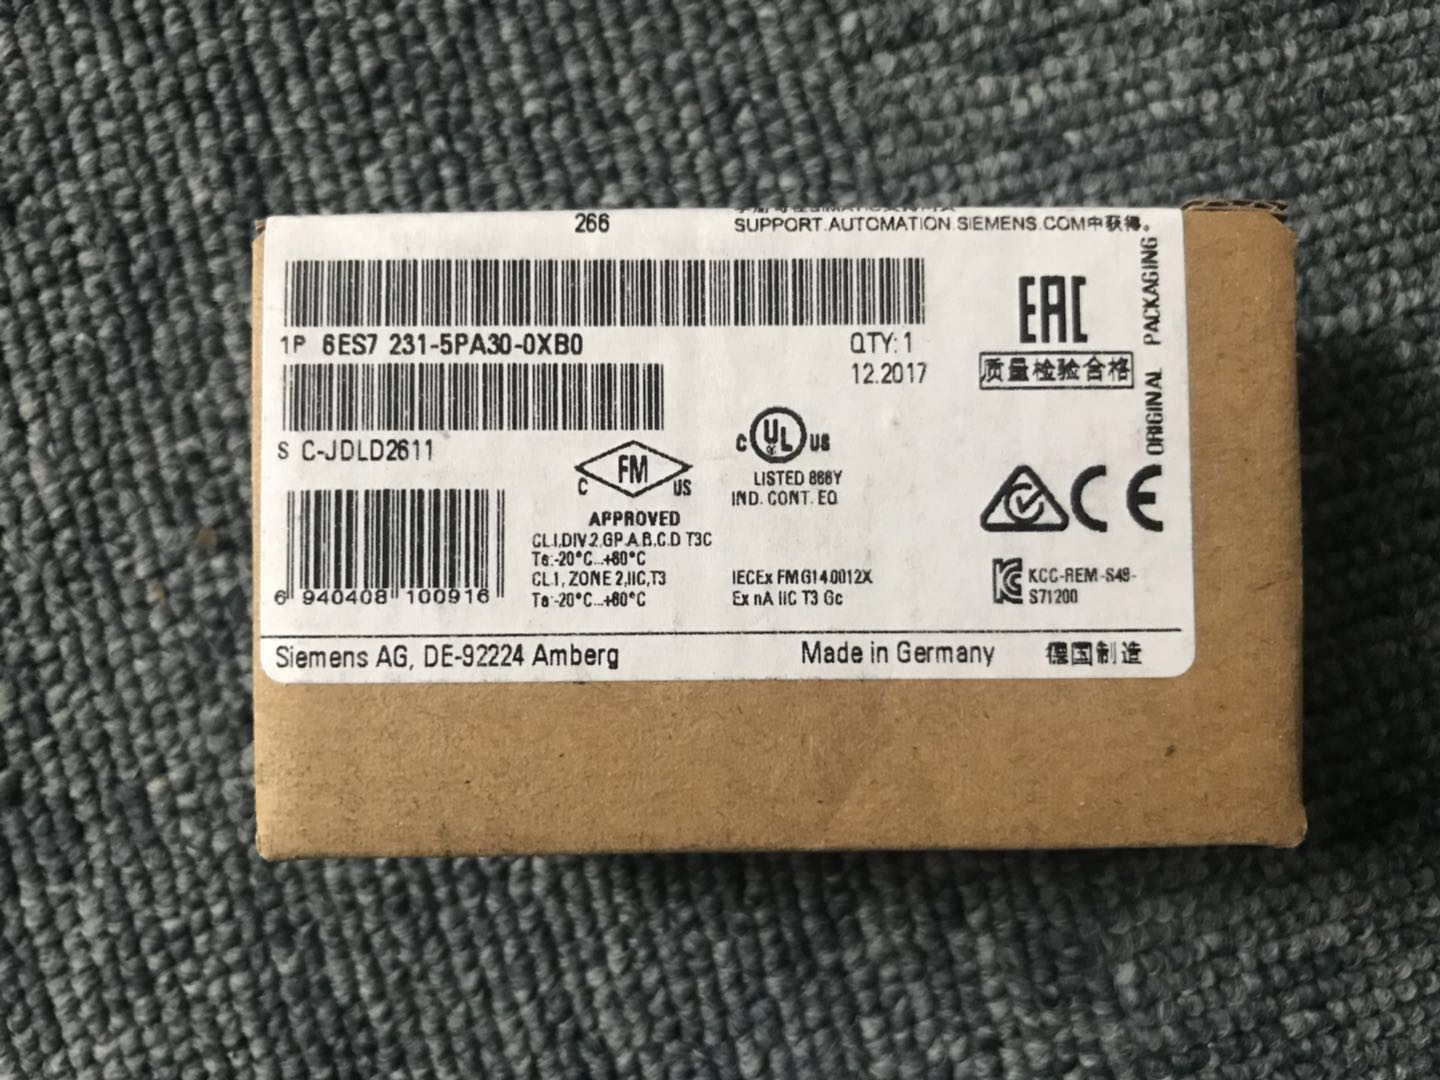 266
SUPPORT.AUTOMATION.SIEMENS.COM中获得。
1P 6ES7 231-5PA30-0XB0
QTY: 1
12.2017
S C-JDLD2611
EAC
质量检验合格
ORIGINAL PACKAGING
FM
C US
APPROVED
CL.I,DIV.2,GP.A.B,C.D T3C
Ta:-20°C...+60°C
CL.1, ZONE 2,IIC,T3
Ta:-20°C...+60°C
C UL US
LISTED 866Y
IND. CONT. EQ
IECEx FMG14.0012X
Ex nA IIC T3 Gc
CE
KCC-REM-S49-
S71200
6 940408 100916
Siemens AG, DE-92224 Amberg
Made in Germany
德国制造